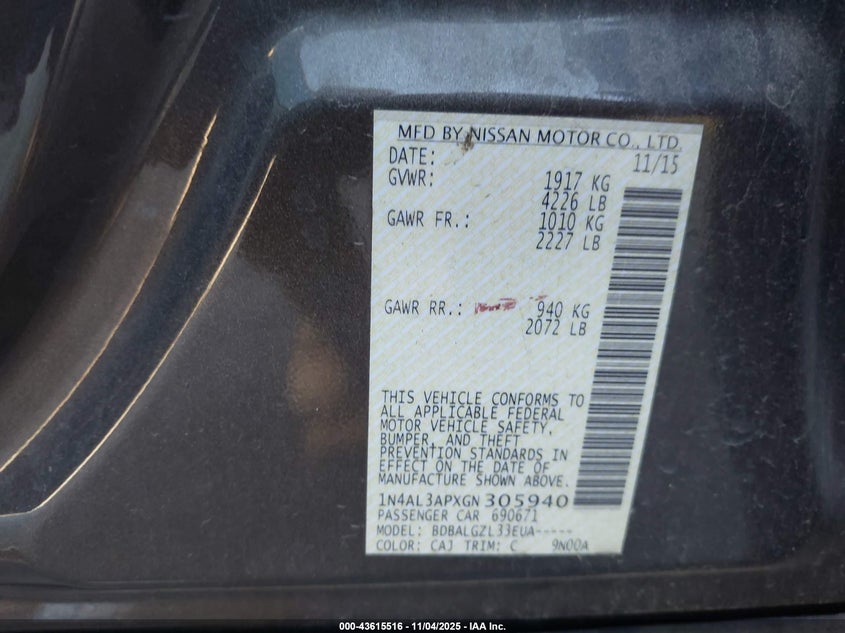 MFD BY NISSAN MOTOR CO., LTD.
DATE: 11/15
GVWR: 1917 KG
4226 LB
GAWR FR.: 1010 KG
2227 LB
GAWR RR.: 940 KG
2072 LB
THIS VEHICLE CONFORMS TO
ALL APPLICABLE FEDERAL
MOTOR VEHICLE SAFETY,
BUMPER, AND THEFT
PREVENTION STANDARDS IN
EFFECT ON THE DATE OF
MANUFACTURE SHOWN ABOVE.
1N4AL3APXGN305940
PASSENGER CAR 690671
MODEL: BDBALGZL33EUA-----
COLOR: CAJ TRIM: C 9N00A
000-43615516 - 11/04/2025 - IAA Inc.